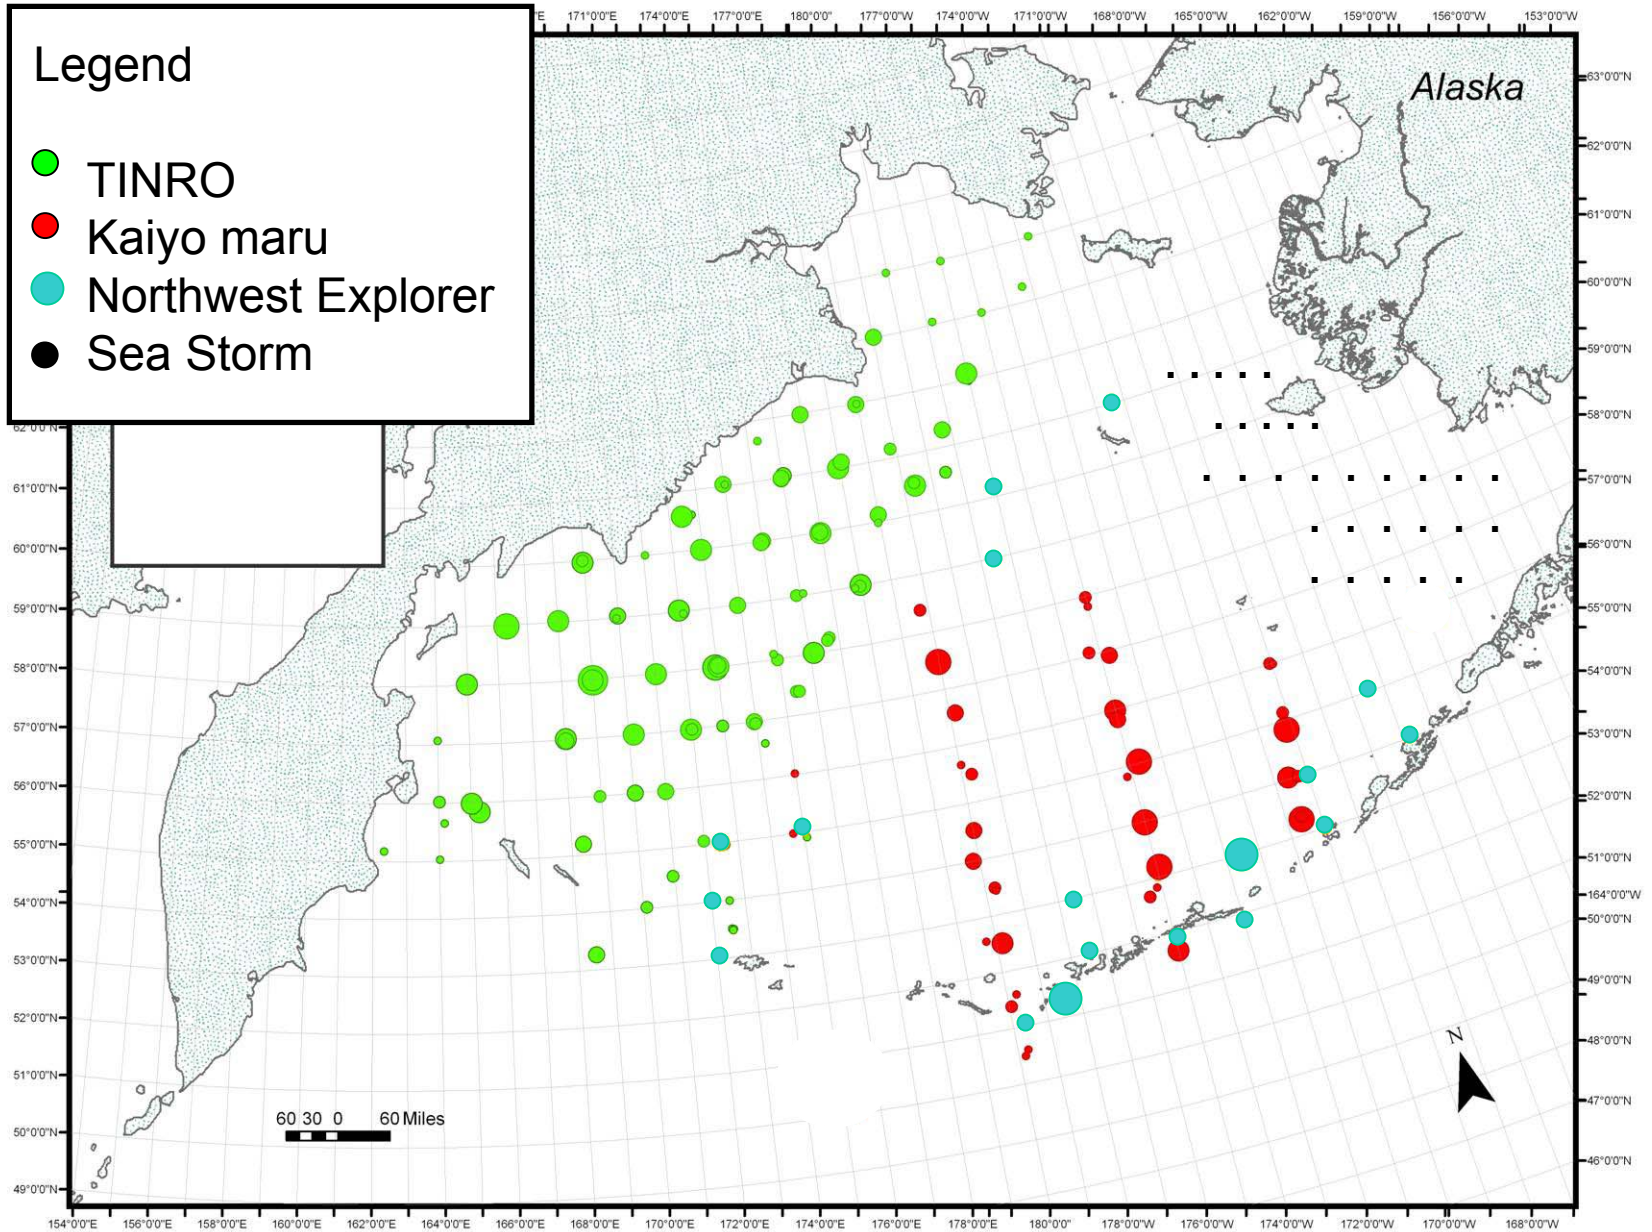 E 171°0'0"E 174°0'0"E 177°0'0"E 180°0'0" 177°0'0"W 174°0'0"W 171°0'0"W 168°0'0"W 165°0'0"W 162°0'0"W 159°0'0"W 156°0'0"W 153°0'0"W
Legend
TINRO
Kaiyo maru
Northwest Explorer
Sea Storm
Alaska
63°0'0"N
62°0'0"N
61°0'0"N
60°0'0"N
59°0'0"N
58°0'0"N
57°0'0"N
56°0'0"N
55°0'0"N
54°0'0"N
53°0'0"N
52°0'0"N
51°0'0"N
164°0'0"W
50°0'0"N
49°0'0"N
48°0'0"N
47°0'0"N
46°0'0"N
62°0'0"N
61°0'0"N
60°0'0"N
59°0'0"N
58°0'0"N
57°0'0"N
56°0'0"N
55°0'0"N
54°0'0"N
53°0'0"N
52°0'0"N
51°0'0"N
50°0'0"N
49°0'0"N
N
60 30 0 60 Miles
154°0'0"E 156°0'0"E 158°0'0"E 160°0'0"E 162°0'0"E 164°0'0"E 166°0'0"E 168°0'0"E 170°0'0"E 172°0'0"E 174°0'0"E 176°0'0"E 178°0'0"E 180°0'0" 178°0'0"W 176°0'0"W 174°0'0"W 172°0'0"W 170°0'0"W 168°0'0"W 166°0'0"W